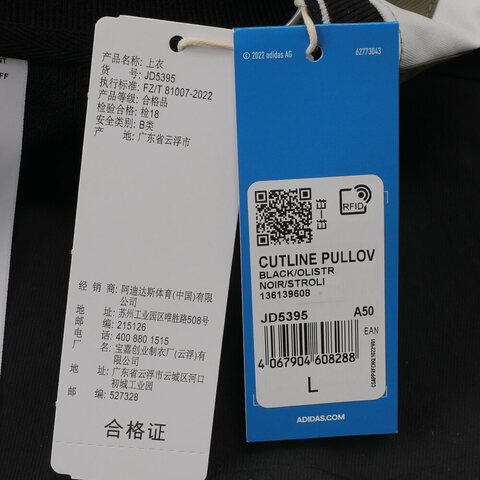 产品名称: 上衣
货 号: JD5395
执行标准: FZ/T 81007-2022
产品等级: 合格品
检验合格: 检18
安全类别: B类
产 地: 广东省云浮市
经 销 商: 阿迪达斯体育(中国)有限公司
地 址: 苏州工业园区唯胜路508号
邮 编: 215126
电 话: 400 880 1515
厂 名: 宝嘉创业制衣厂(云浮)有限公司
地 址: 广东省云浮市云城区河口初城工业园
邮 编: 527328
合格证
© 2022 adidas AG 62773043
RFID
CUTLINE PULLOV
BLACK/OLISTR
NOIR/STROLI
136139608
JD5395 A50
EAN
4 067904 608288
L
ADIDAS.COM